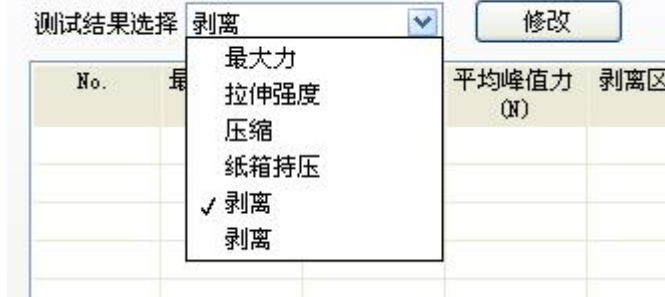 测试结果选择 剥离 修改
最大力
拉伸强度
压缩
纸箱持压
✓ 剥离
剥离
No. 平均峰值力 剥离区
(N)